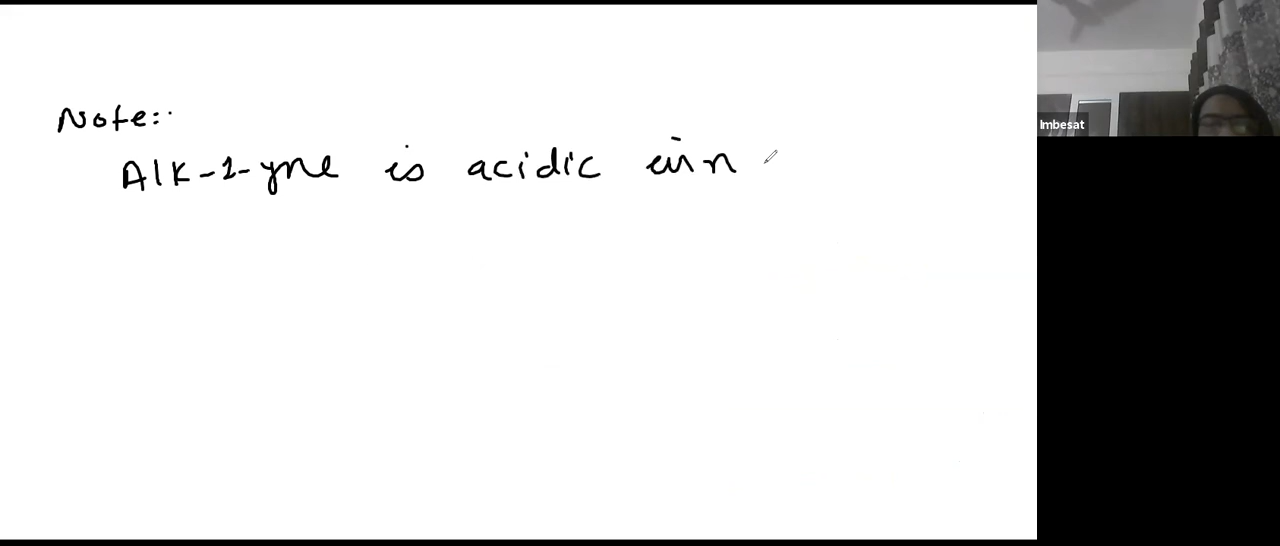 Note:-
Alk-1-yne is acidic in n
Imbesat